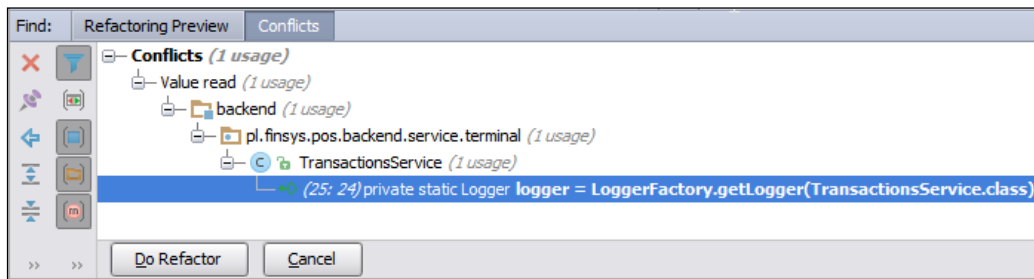 Find: Refactoring Preview Conflicts
Conflicts (1 usage)
Value read (1 usage)
backend (1 usage)
pl.finsys.pos.backend.service.terminal (1 usage)
C TransactionsService (1 usage)
(25: 24) private static Logger logger = LoggerFactory.getLogger(TransactionsService.class)
Do Refactor Cancel